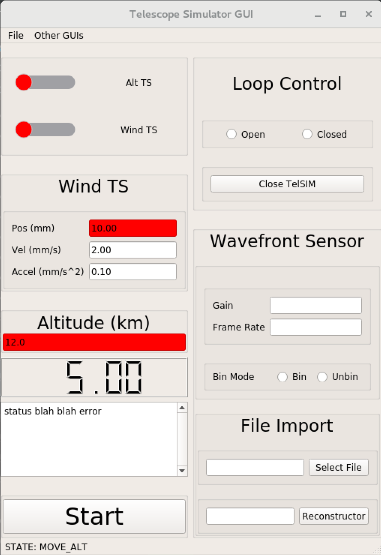 Telescope Simulator GUI
File Other GUIs
Alt TS
Wind TS
Wind TS
Pos (mm) 10.00
Vel (mm/s) 2.00
Accel (mm/s^2) 0.10
Altitude (km)
12.0
5.00
status blah blah error
Start
Loop Control
Open Closed
Close TelSIM
Wavefront Sensor
Gain
Frame Rate
Bin Mode Bin Unbin
File Import
Select File
Reconstructor
STATE: MOVE_ALT